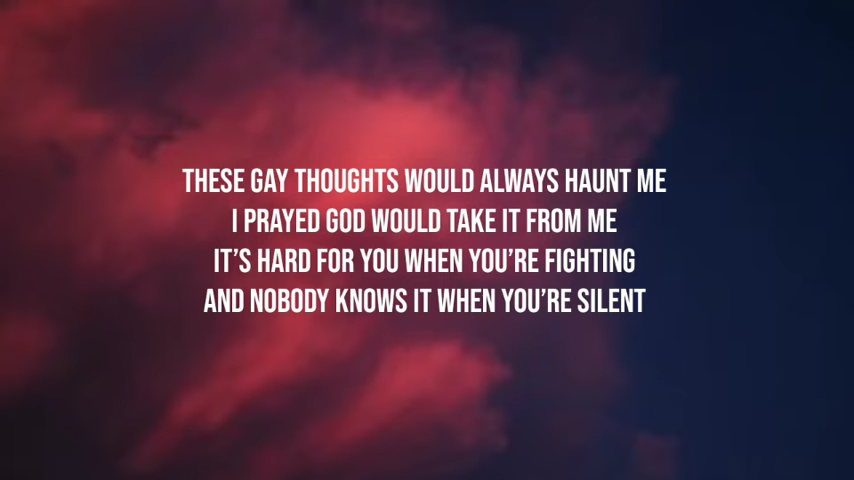 THESE GAY THOUGHTS WOULD ALWAYS HAUNT ME
I PRAYED GOD WOULD TAKE IT FROM ME
IT’S HARD FOR YOU WHEN YOU’RE FIGHTING
AND NOBODY KNOWS IT WHEN YOU’RE SILENT